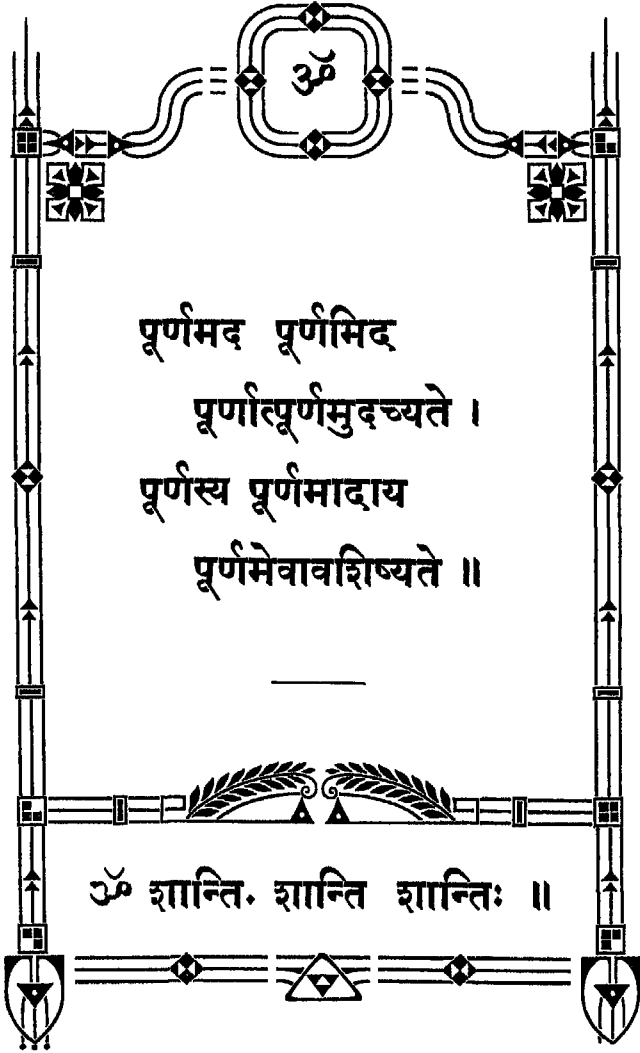 ॐ
पूर्णमद पूर्णमिद
पूर्णात्पूर्णमुदच्यते ।
पूर्णस्य पूर्णमादाय
पूर्णमेवावशिष्यते ॥
ॐ शान्ति. शान्ति शान्तिः ॥